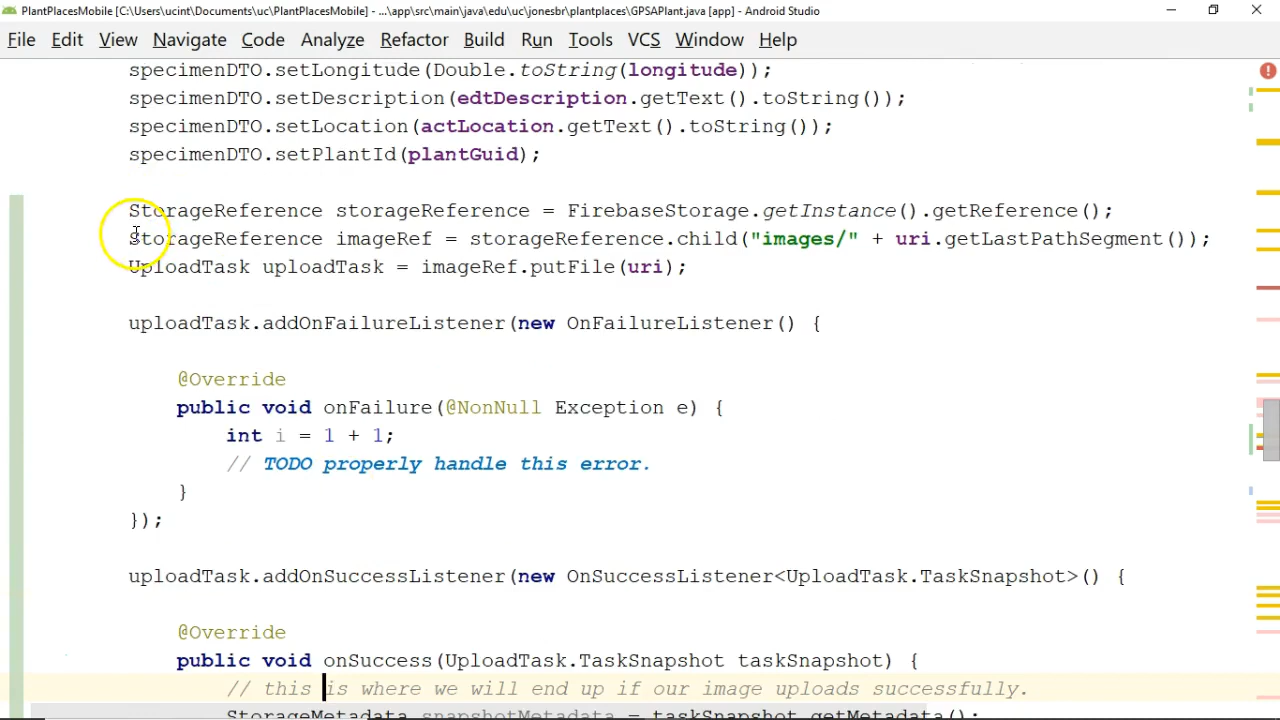 PlantPlacesMobile [C:\Users\ucint\Documents\uc\PlantPlacesMobile] - ...\app\src\main\java\edu\uc\jonesbr\plantplaces\GPSAPlant.java [app] - Android Studio
File Edit View Navigate Code Analyze Refactor Build Run Tools VCS Window Help
specimenDTO.setLongitude(Double.toString(longitude));
specimenDTO.setDescription(edtDescription.getText().toString());
specimenDTO.setLocation(actLocation.getText().toString());
specimenDTO.setPlantId(plantGuid);
StorageReference storageReference = FirebaseStorage.getInstance().getReference();
StorageReference imageRef = storageReference.child("images/" + uri.getLastPathSegment());
UploadTask uploadTask = imageRef.putFile(uri);
uploadTask.addOnFailureListener(new OnFailureListener() {
@Override
public void onFailure(@NonNull Exception e) {
int i = 1 + 1;
// TODO properly handle this error.
}
});
uploadTask.addOnSuccessListener(new OnSuccessListener<UploadTask.TaskSnapshot>() {
@Override
public void onSuccess(UploadTask.TaskSnapshot taskSnapshot) {
// this is where we will end up if our image uploads successfully.
StorageMetadata snapshotMetadata = taskSnapshot.getMetadata();